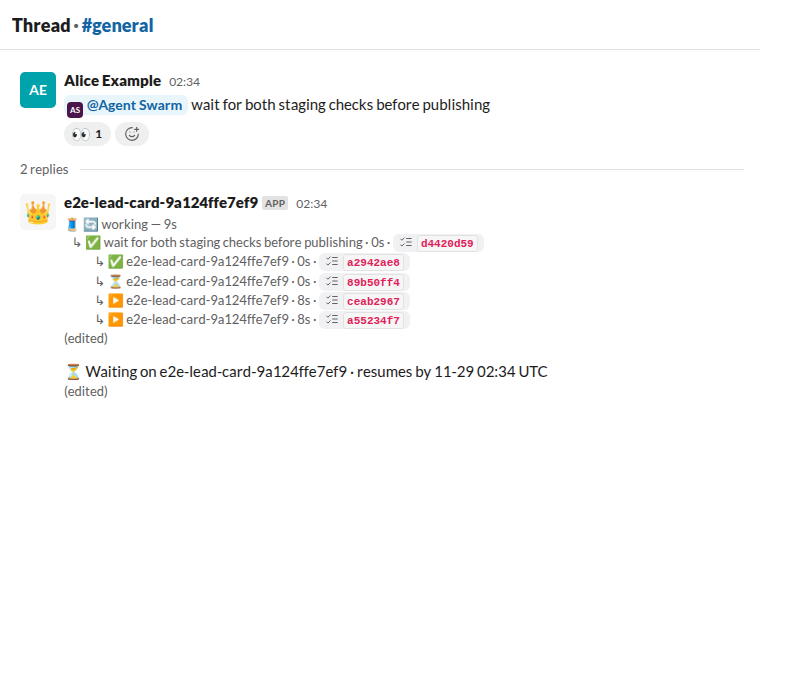 Thread · #general
AE
Alice Example 02:34
AS @Agent Swarm wait for both staging checks before publishing
👀 1
2 replies
e2e-lead-card-9a124ffe7ef9 APP 02:34
🧵 🔄 working — 9s
↳ ✅ wait for both staging checks before publishing · 0s · d4420d59
↳ ✅ e2e-lead-card-9a124ffe7ef9 · 0s · a2942ae8
↳ ⏳ e2e-lead-card-9a124ffe7ef9 · 0s · 89b50ff4
↳ ▶️ e2e-lead-card-9a124ffe7ef9 · 8s · ceab2967
↳ ▶️ e2e-lead-card-9a124ffe7ef9 · 8s · a55234f7
(edited)
⏳ Waiting on e2e-lead-card-9a124ffe7ef9 · resumes by 11-29 02:34 UTC
(edited)